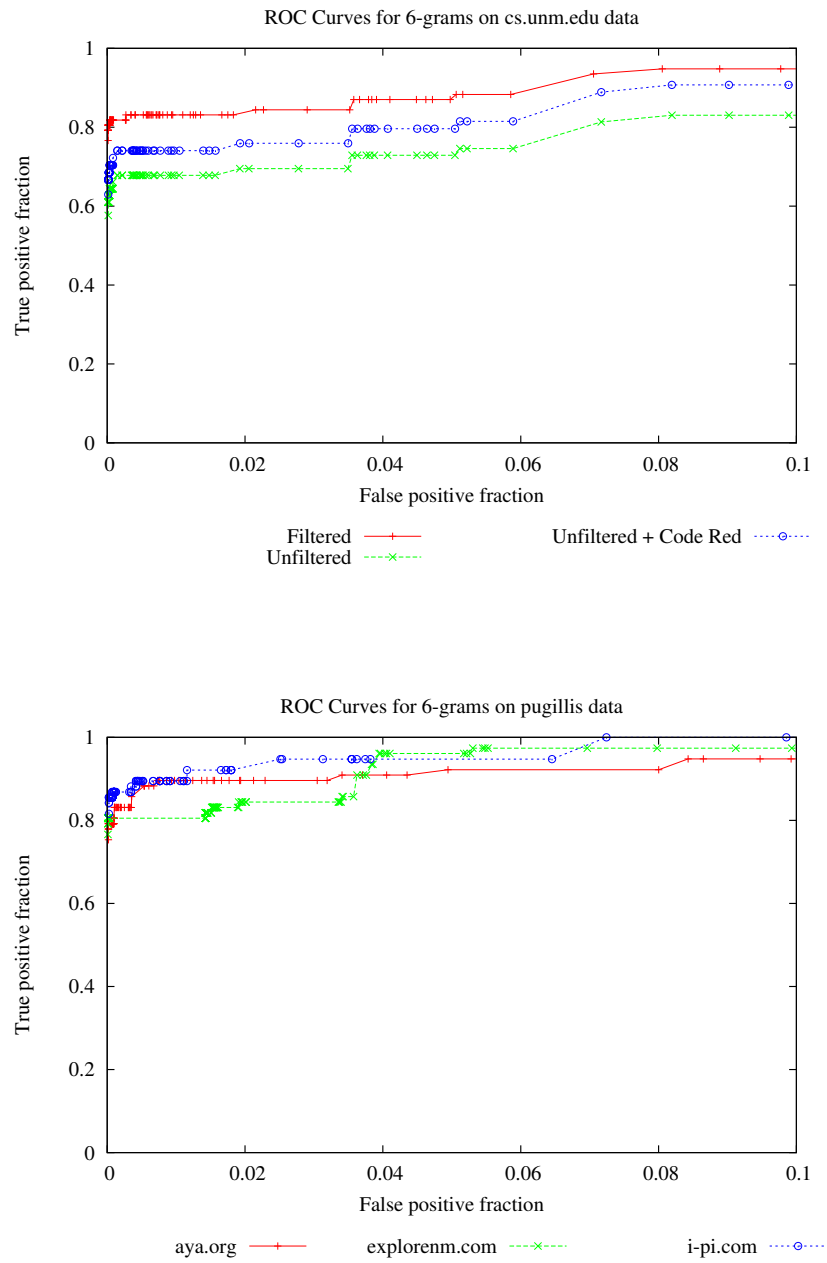 ROC Curves for 6-grams on cs.unm.edu data
1
0.8
0.6
0.4
0.2
0
True positive fraction
0 0.02 0.04 0.06 0.08 0.1
False positive fraction
Filtered Unfiltered + Code Red
Unfiltered
ROC Curves for 6-grams on pugillis data
1
0.8
0.6
0.4
0.2
0
True positive fraction
0 0.02 0.04 0.06 0.08 0.1
False positive fraction
aya.org explorenm.com i-pi.com